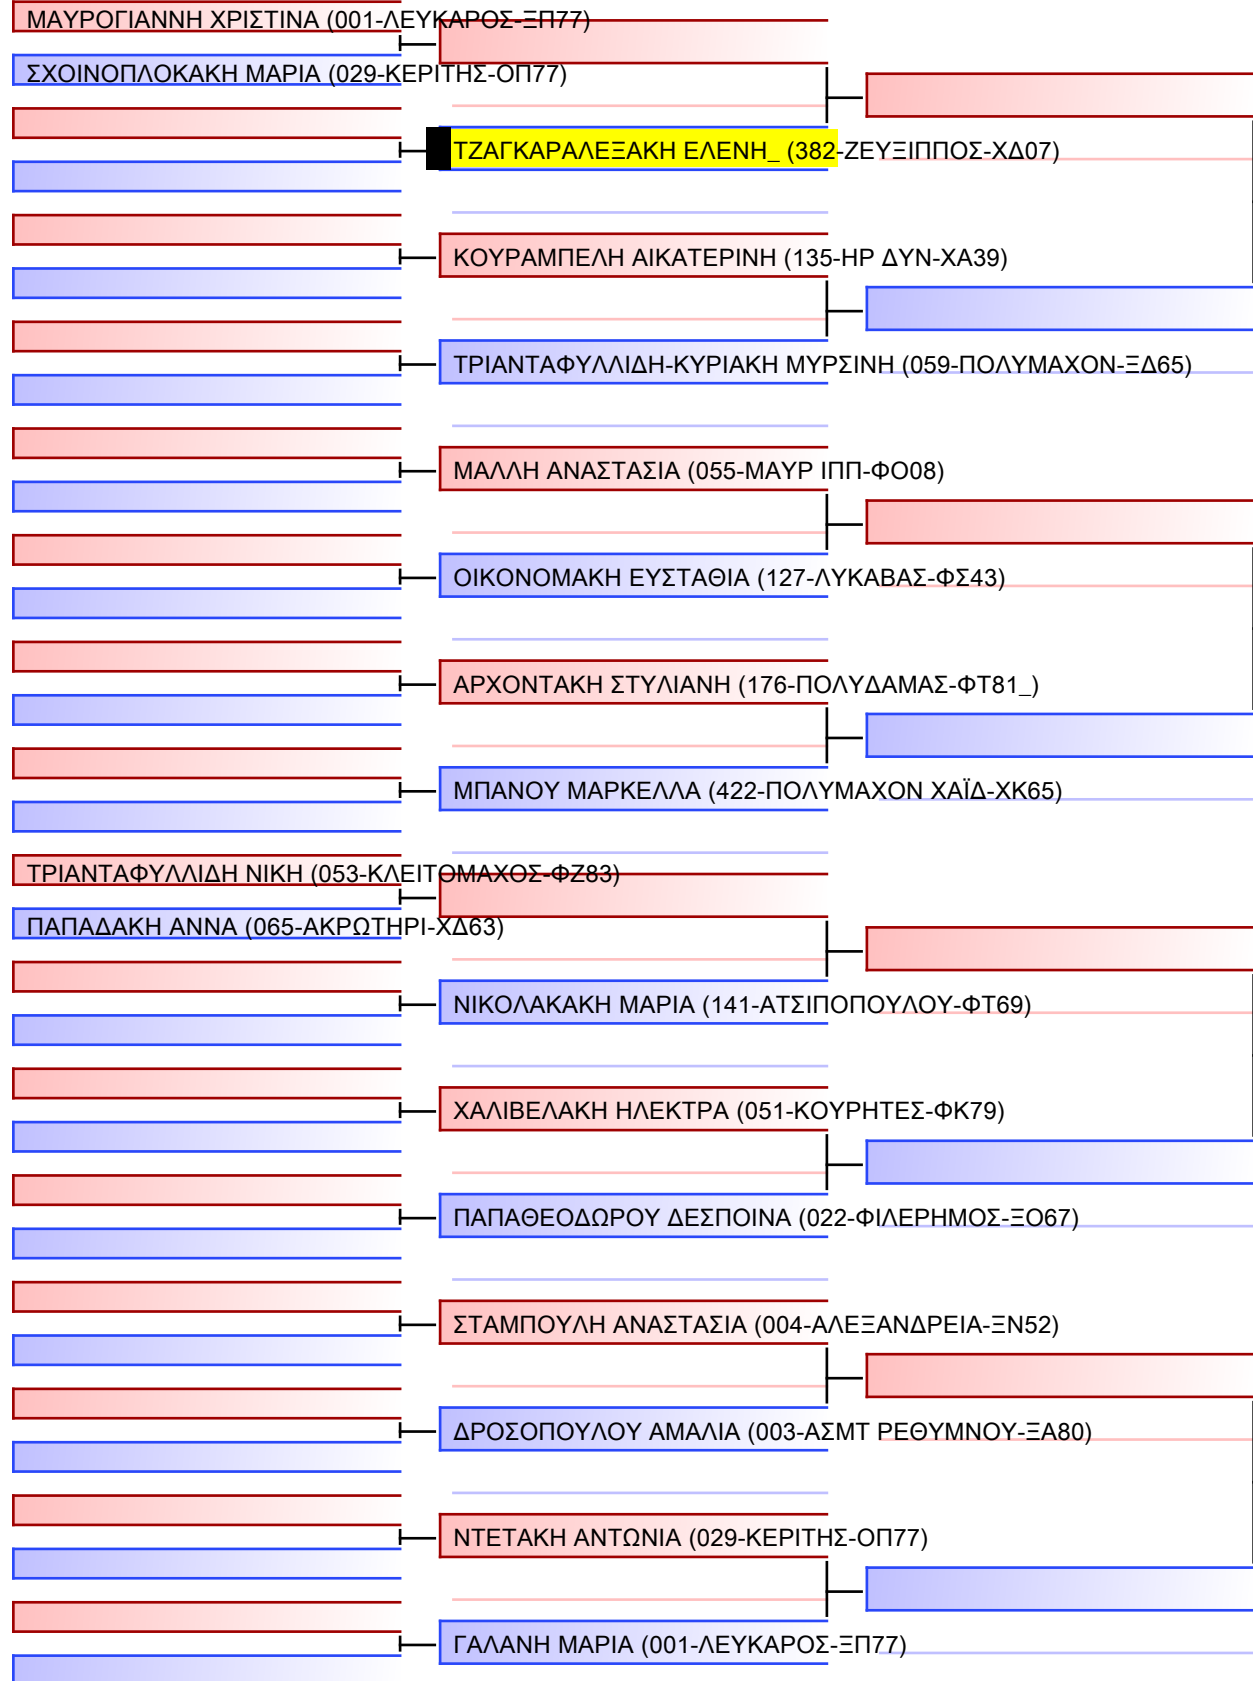 ΜΑΥΡΟΓΙΑΝΝΗ ΧΡΙΣΤΙΝΑ (001-ΛΕΥΚΑΡΟΣ-ΞΠ77)
ΣΧΟΙΝΟΠΛΟΚΑΚΗ ΜΑΡΙΑ (029-ΚΕΡΙΤΗΣ-ΟΠ77)
ΤΖΑΓΚΑΡΑΛΕΞΑΚΗ ΕΛΕΝΗ_ (382-ΖΕΥΞΙΠΠΟΣ-ΧΔ07)
ΚΟΥΡΑΜΠΕΛΗ ΑΙΚΑΤΕΡΙΝΗ (135-ΗΡ ΔΥΝ-ΧΑ39)
ΤΡΙΑΝΤΑΦΥΛΛΙΔΗ-ΚΥΡΙΑΚΗ ΜΥΡΣΙΝΗ (059-ΠΟΛΥΜΑΧΟΝ-ΞΔ65)
ΜΑΛΛΗ ΑΝΑΣΤΑΣΙΑ (055-ΜΑΥΡ ΙΠΠ-ΦΟ08)
ΟΙΚΟΝΟΜΑΚΗ ΕΥΣΤΑΘΙΑ (127-ΛΥΚΑΒΑΣ-ΦΣ43)
ΑΡΧΟΝΤΑΚΗ ΣΤΥΛΙΑΝΗ (176-ΠΟΛΥΔΑΜΑΣ-ΦΤ81_)
ΜΠΑΝΟΥ ΜΑΡΚΕΛΛΑ (422-ΠΟΛΥΜΑΧΟΝ ΧΑΪΔ-ΧΚ65)
ΤΡΙΑΝΤΑΦΥΛΛΙΔΗ ΝΙΚΗ (053-ΚΛΕΙΤΟΜΑΧΟΣ-ΦΖ83)
ΠΑΠΑΔΑΚΗ ΑΝΝΑ (065-ΑΚΡΩΤΗΡΙ-ΧΔ63)
ΝΙΚΟΛΑΚΑΚΗ ΜΑΡΙΑ (141-ΑΤΣΙΠΟΠΟΥΛΟΥ-ΦΤ69)
ΧΑΛΙΒΕΛΑΚΗ ΗΛΕΚΤΡΑ (051-ΚΟΥΡΗΤΕΣ-ΦΚ79)
ΠΑΠΑΘΕΟΔΩΡΟΥ ΔΕΣΠΟΙΝΑ (022-ΦΙΛΕΡΗΜΟΣ-ΞΟ67)
ΣΤΑΜΠΟΥΛΗ ΑΝΑΣΤΑΣΙΑ (004-ΑΛΕΞΑΝΔΡΕΙΑ-ΞΝ52)
ΔΡΟΣΟΠΟΥΛΟΥ ΑΜΑΛΙΑ (003-ΑΣΜΤ ΡΕΘΥΜΝΟΥ-ΞΑ80)
ΝΤΕΤΑΚΗ ΑΝΤΩΝΙΑ (029-ΚΕΡΙΤΗΣ-ΟΠ77)
ΓΑΛΑΝΗ ΜΑΡΙΑ (001-ΛΕΥΚΑΡΟΣ-ΞΠ77)